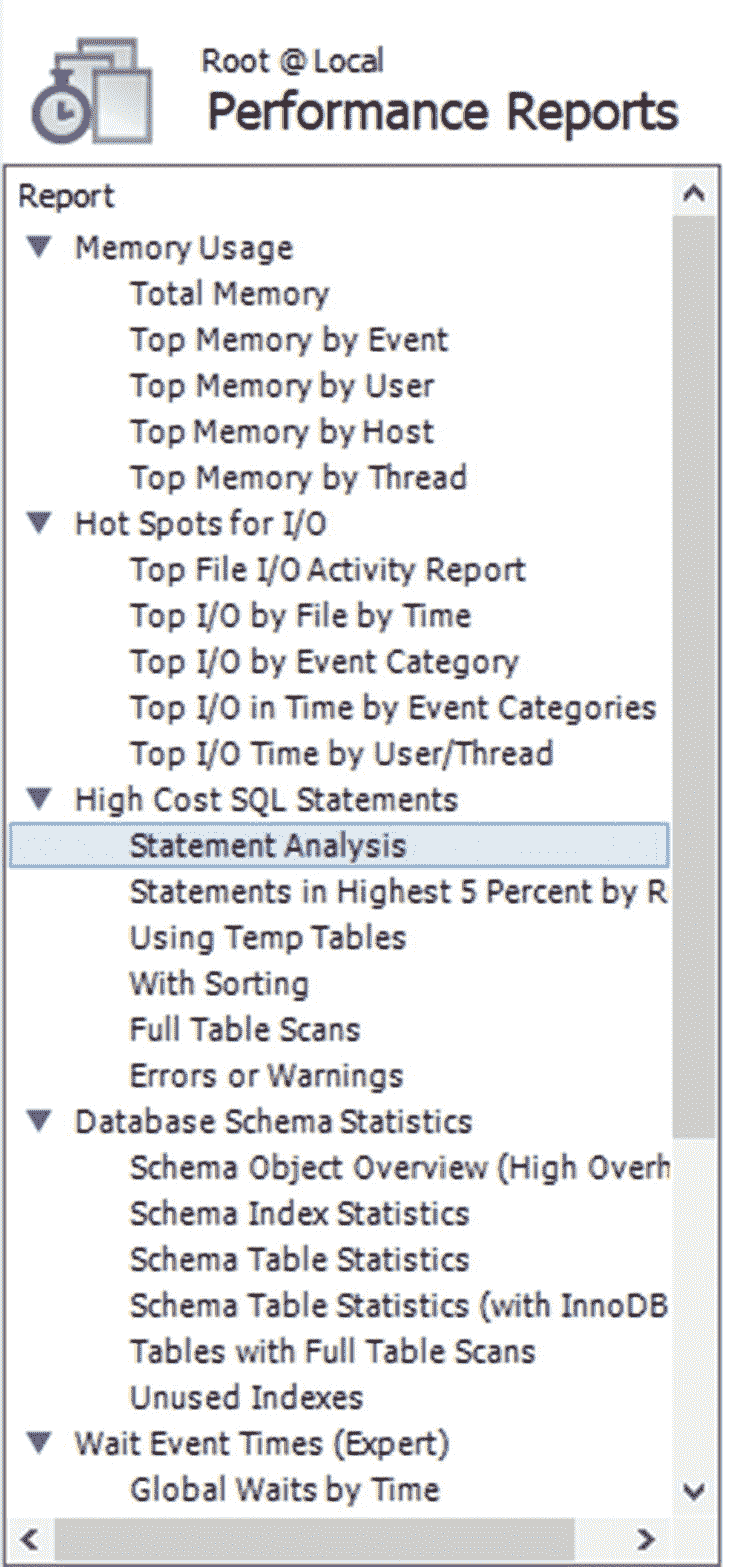 Root @ Local
Performance Reports
Report
Memory Usage
Total Memory
Top Memory by Event
Top Memory by User
Top Memory by Host
Top Memory by Thread
Hot Spots for I/O
Top File I/O Activity Report
Top I/O by File by Time
Top I/O by Event Category
Top I/O in Time by Event Categories
Top I/O Time by User/Thread
High Cost SQL Statements
Statement Analysis
Statements in Highest 5 Percent by R
Using Temp Tables
With Sorting
Full Table Scans
Errors or Warnings
Database Schema Statistics
Schema Object Overview (High Overh
Schema Index Statistics
Schema Table Statistics
Schema Table Statistics (with InnoDB
Tables with Full Table Scans
Unused Indexes
Wait Event Times (Expert)
Global Waits by Time